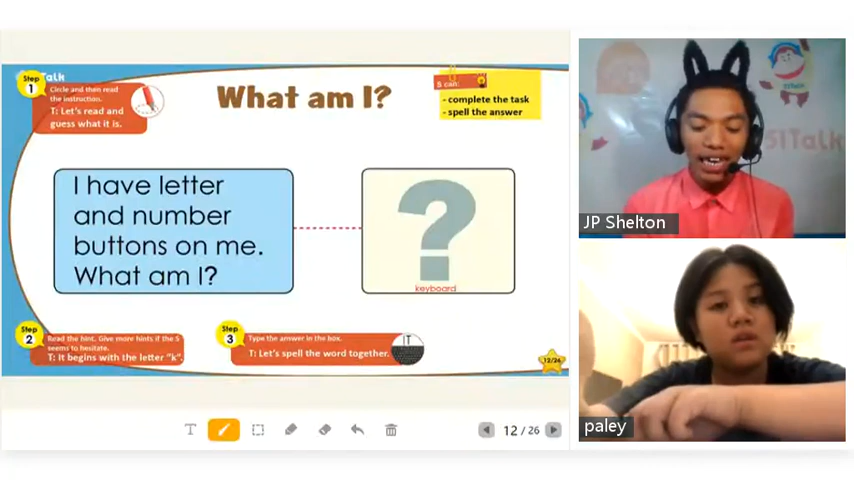 Step
1
Talk
Circle and then read
the instruction.
T: Let's read and
guess what it is.
What am I?
S can:
- complete the task
- spell the answer
I have letter
and number
buttons on me.
What am I?
?
keyboard
Step
2
Read the hint. Give more hints if the S
seems to hesitate.
T: It begins with the letter "k".
Step
3
Type the answer in the box.
T: Let's spell the word together.
IT
12/26
T
12 / 26
51Talk
JP Shelton
paley